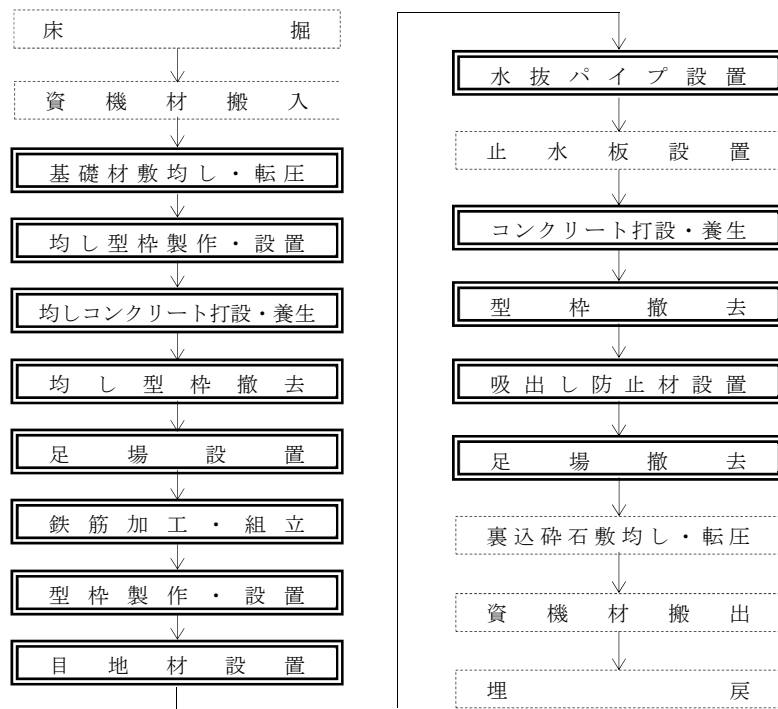 床掘
資機材搬入
基礎材敷均し・転圧
均し型枠製作・設置
均しコンクリート打設・養生
均し型枠撤去
足場設置
鉄筋加工・組立
型枠製作・設置
目地材設置
水抜パイプ設置
止水板設置
コンクリート打設・養生
型枠撤去
吸出し防止材設置
足場撤去
裏込砕石敷均し・転圧
資機材搬出
埋戻